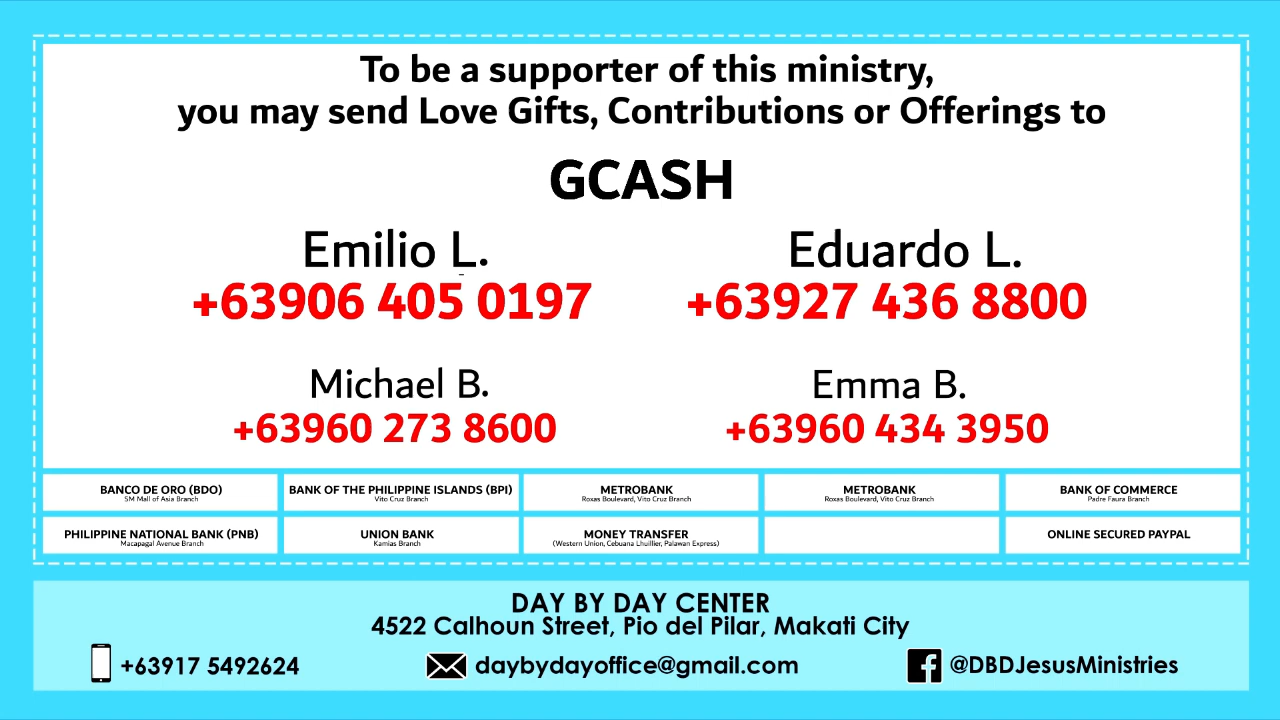 To be a supporter of this ministry,
you may send Love Gifts, Contributions or Offerings to
GCASH
Emilio L.
+63906 405 0197
Eduardo L.
+63927 436 8800
Michael B.
+63960 273 8600
Emma B.
+63960 434 3950
BANCO DE ORO (BDO)
SM Mall of Asia Branch
BANK OF THE PHILIPPINE ISLANDS (BPI)
Vito Cruz Branch
METROBANK
Roxas Boulevard, Vito Cruz Branch
METROBANK
Roxas Boulevard, Vito Cruz Branch
BANK OF COMMERCE
Padre Faura Branch
PHILIPPINE NATIONAL BANK (PNB)
Macapagal Avenue Branch
UNION BANK
Kamias Branch
MONEY TRANSFER
(Western Union, Cebuana Lhuillier, Palawan Express)
ONLINE SECURED PAYPAL
DAY BY DAY CENTER
4522 Calhoun Street, Pio del Pilar, Makati City
+63917 5492624
daybydayoffice@gmail.com
@DBDJesusMinistries